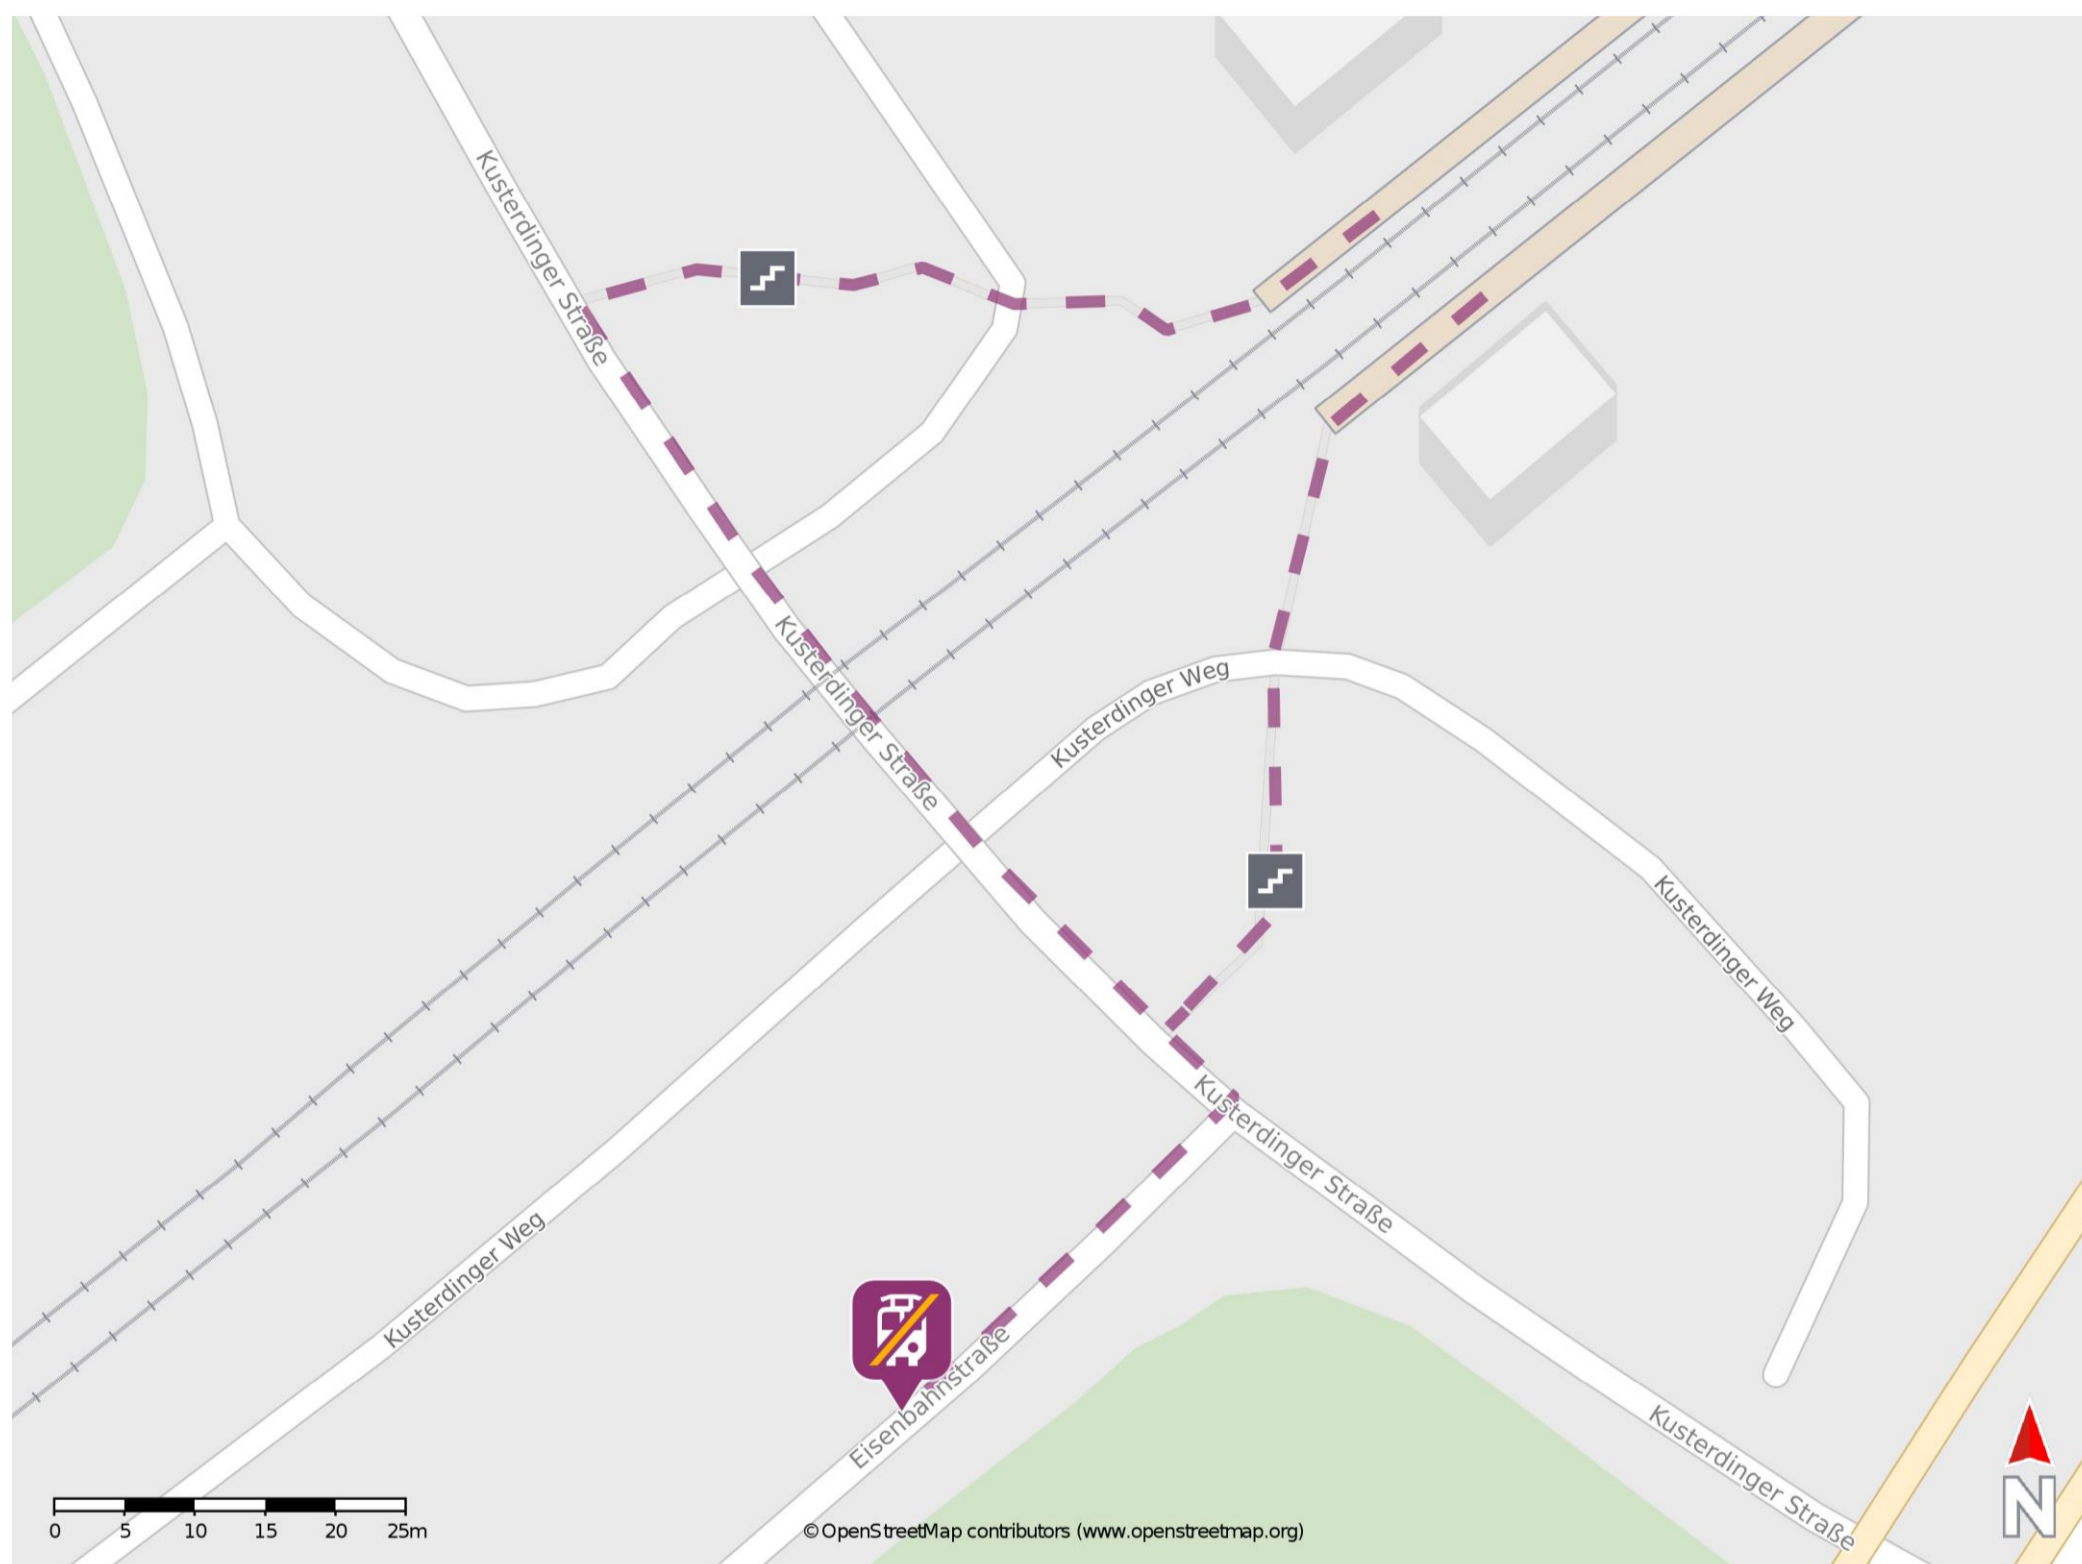 Kusterdinger Straße
Kusterdinger Straße
Kusterdinger Weg
Kusterdinger Weg
Kusterdinger Straße
Kusterdinger Weg
Eisenbahnstraße
Kusterdinger Straße
0 5 10 15 20 25m
© OpenStreetMap contributors (www.openstreetmap.org)
N